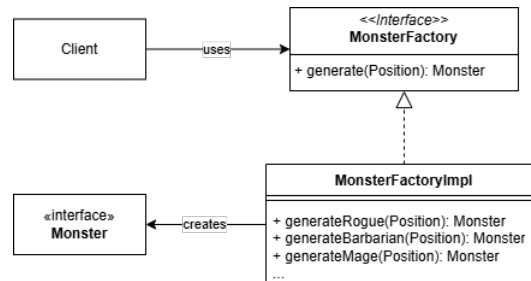 <<Interface>>
MonsterFactory
Client
uses
+ generate(Position): Monster
MonsterFactoryImpl
«interface»
Monster
creates
+ generateRogue(Position): Monster
+ generateBarbarian(Position): Monster
+ generateMage(Position): Monster
...